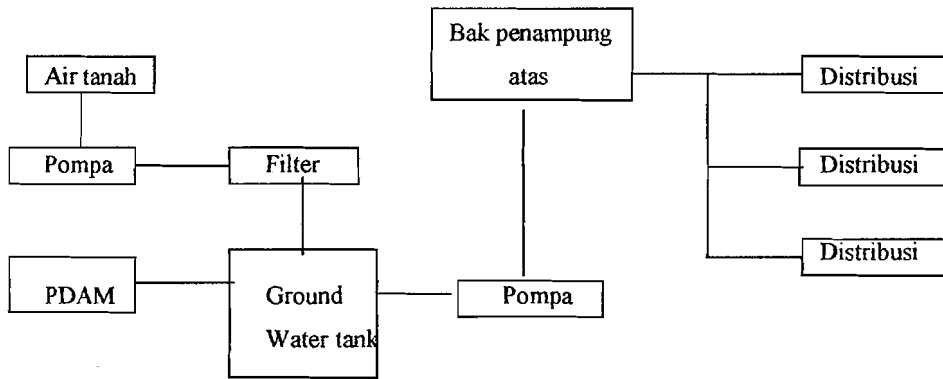 Bak penampung
atas
Air tanah
Distribusi
Pompa
Filter
Distribusi
PDAM
Ground
Water tank
Pompa
Distribusi